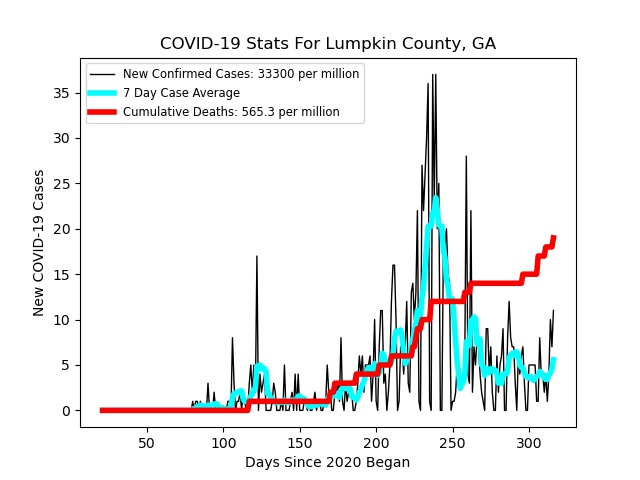 COVID-19 Stats For Lumpkin County, GA
New Confirmed Cases: 33300 per million
7 Day Case Average
Cumulative Deaths: 565.3 per million
New COVID-19 Cases
35
30
25
20
15
10
5
0
50
100
150
200
250
300
Days Since 2020 Began